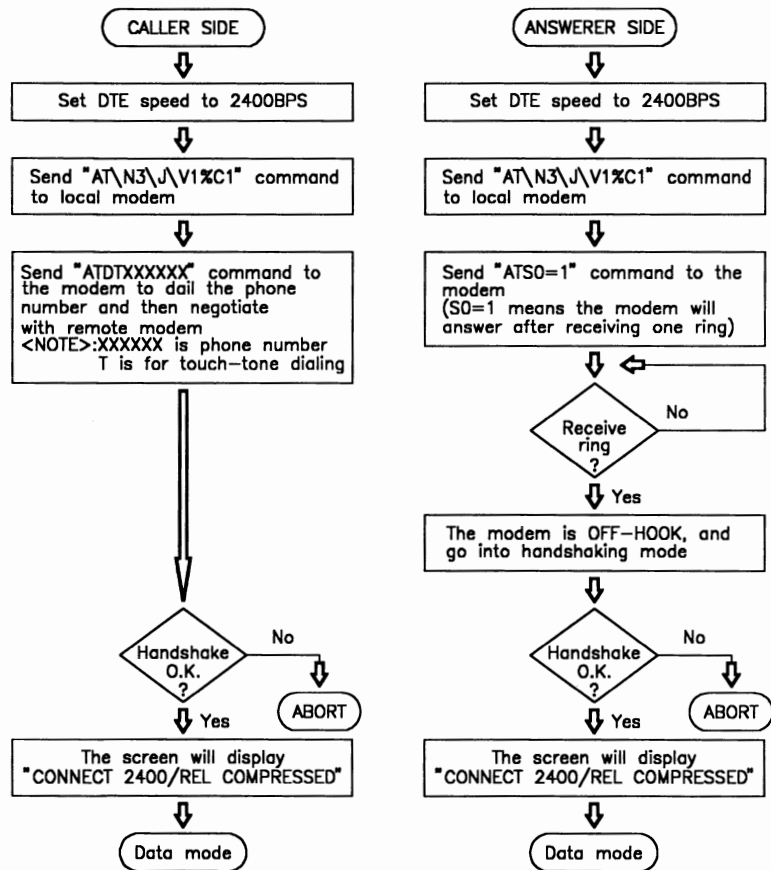 CALLER SIDE
Set DTE speed to 2400BPS
Send "AT\N3\J\V1%C1" command
to local modem
Send "ATDTXXXXXX" command to
the modem to dail the phone
number and then negotiate
with remote modem
<NOTE>:XXXXXX is phone number
T is for touch-tone dialing
Handshake
O.K.
?
No
ABORT
Yes
The screen will display
"CONNECT 2400/REL COMPRESSED"
Data mode
ANSWERER SIDE
Set DTE speed to 2400BPS
Send "AT\N3\J\V1%C1" command
to local modem
Send "ATS0=1" command to the
modem
(S0=1 means the modem will
answer after receiving one ring)
Receive
ring
?
No
Yes
The modem is OFF-HOOK, and
go into handshaking mode
Handshake
O.K.
?
No
ABORT
Yes
The screen will display
"CONNECT 2400/REL COMPRESSED"
Data mode